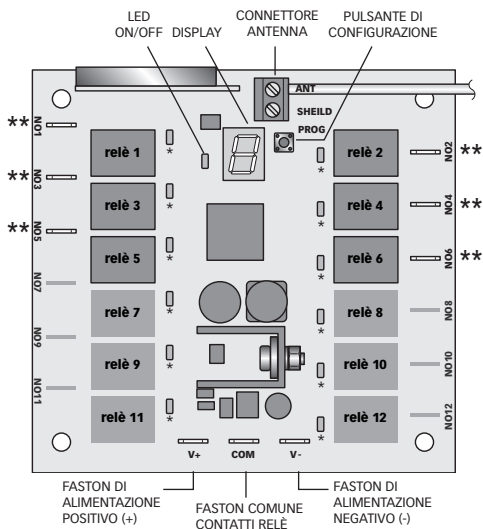 LED
ON/OFF
DISPLAY
CONNETTORE
ANTENNA
PULSANTE DI
CONFIGURAZIONE
ANT
SHEILD
PROG
** NO1
relè 1
*
relè 2
*
NO2 **
** NO3
relè 3
*
relè 4
*
NO4 **
** NO5
relè 5
*
relè 6
*
NO6 **
NO7
relè 7
*
relè 8
*
NO8
NO9
relè 9
*
relè 10
*
NO10
NO11
relè 11
*
relè 12
*
NO12
V+
COM
V-
FASTON DI
ALIMENTAZIONE
POSITIVO (+)
FASTON COMUNE
CONTATTI RELÈ
FASTON DI
ALIMENTAZIONE
NEGATIVO (-)